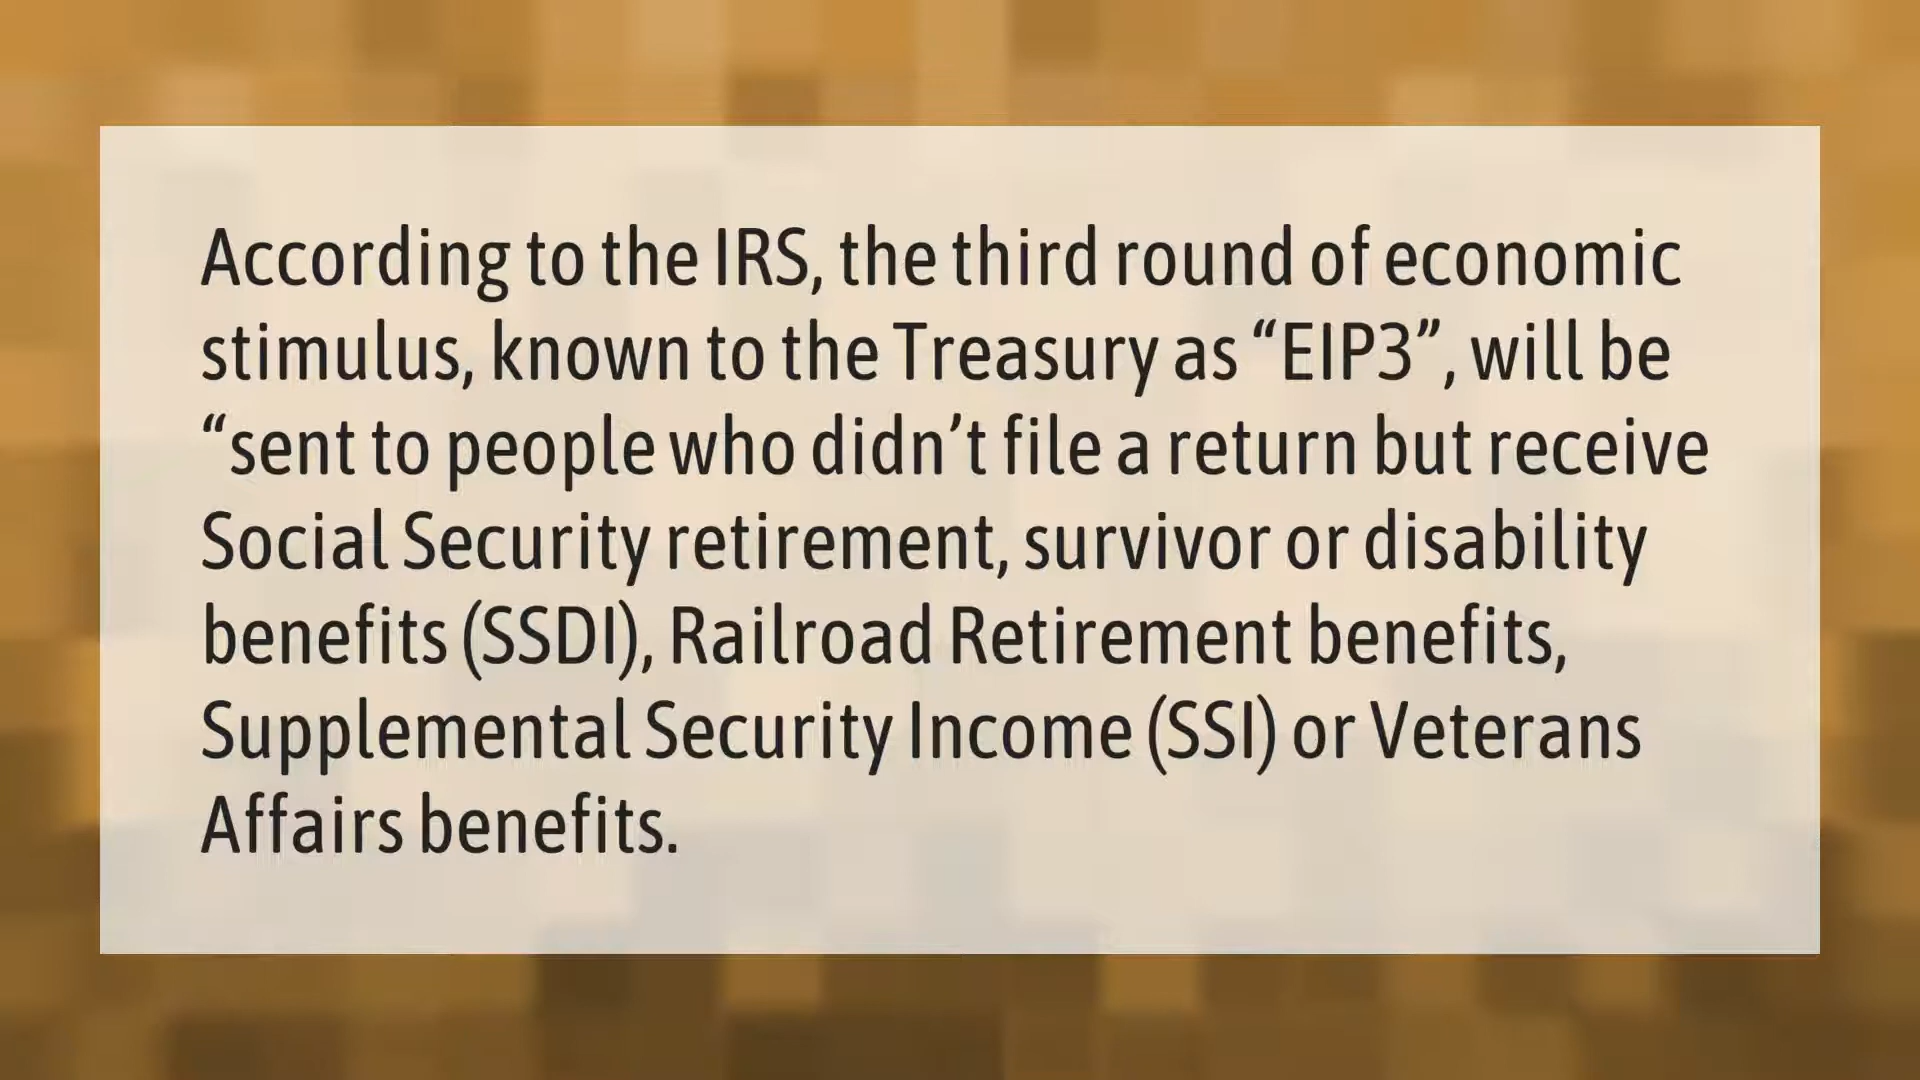 According to the IRS, the third round of economic
stimulus, known to the Treasury as “EIP3”, will be
“sent to people who didn’t file a return but receive
Social Security retirement, survivor or disability
benefits (SSDI), Railroad Retirement benefits,
Supplemental Security Income (SSI) or Veterans
Affairs benefits.